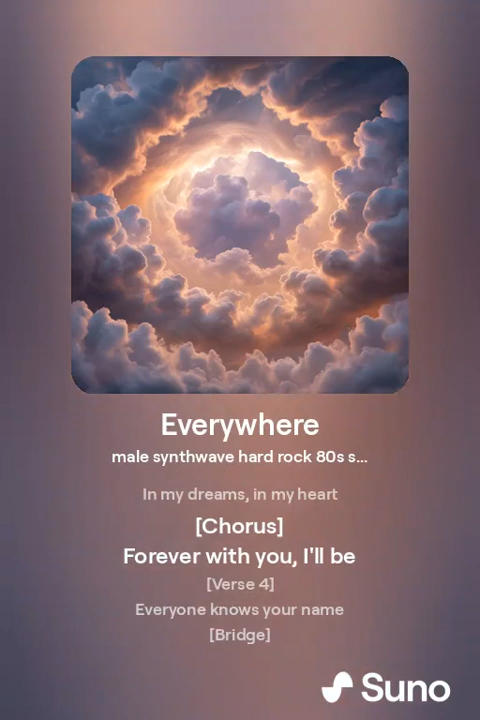 Everywhere
male synthwave hard rock 80s s...
In my dreams, in my heart
[Chorus]
Forever with you, I'll be
[Verse 4]
Everyone knows your name
[Bridge]
Suno